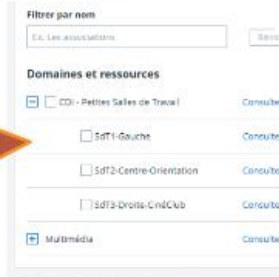 Filtrer par nom
Ex. Les associations
Domaines et ressources
CDI - Petites Salles de Travail Consulte
SdT1-Gauche Consulte
SdT2-Centre-Orientation Consulte
SdT3-Droite-CinéClub Consulte
Multimédia Consulte